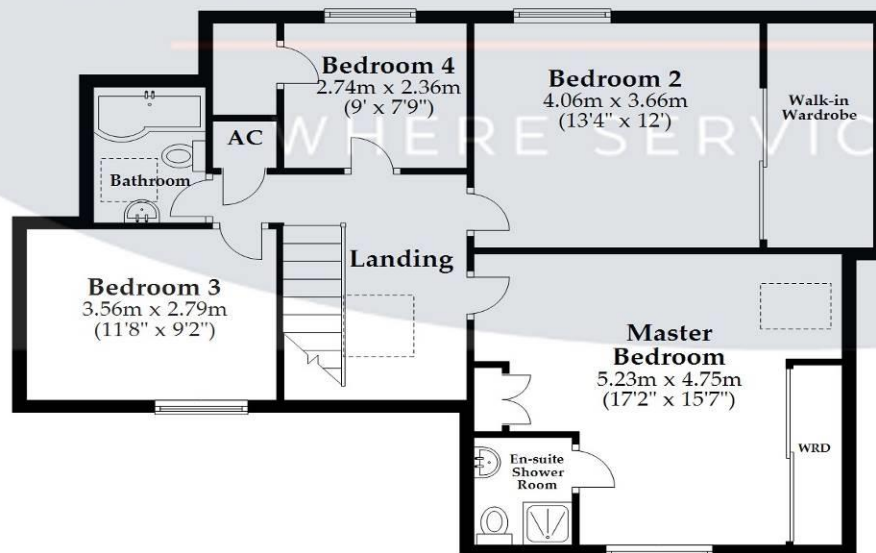 Bedroom 4
2.74m x 2.36m
(9' x 7'9")
Bedroom 2
4.06m x 3.66m
(13'4" x 12')
Walk-in
Wardrobe
WHERE SERVIC
AC
Bathroom
Landing
Bedroom 3
3.56m x 2.79m
(11'8" x 9'2")
Master
Bedroom
5.23m x 4.75m
(17'2" x 15'7")
WRD
En-suite
Shower
Room